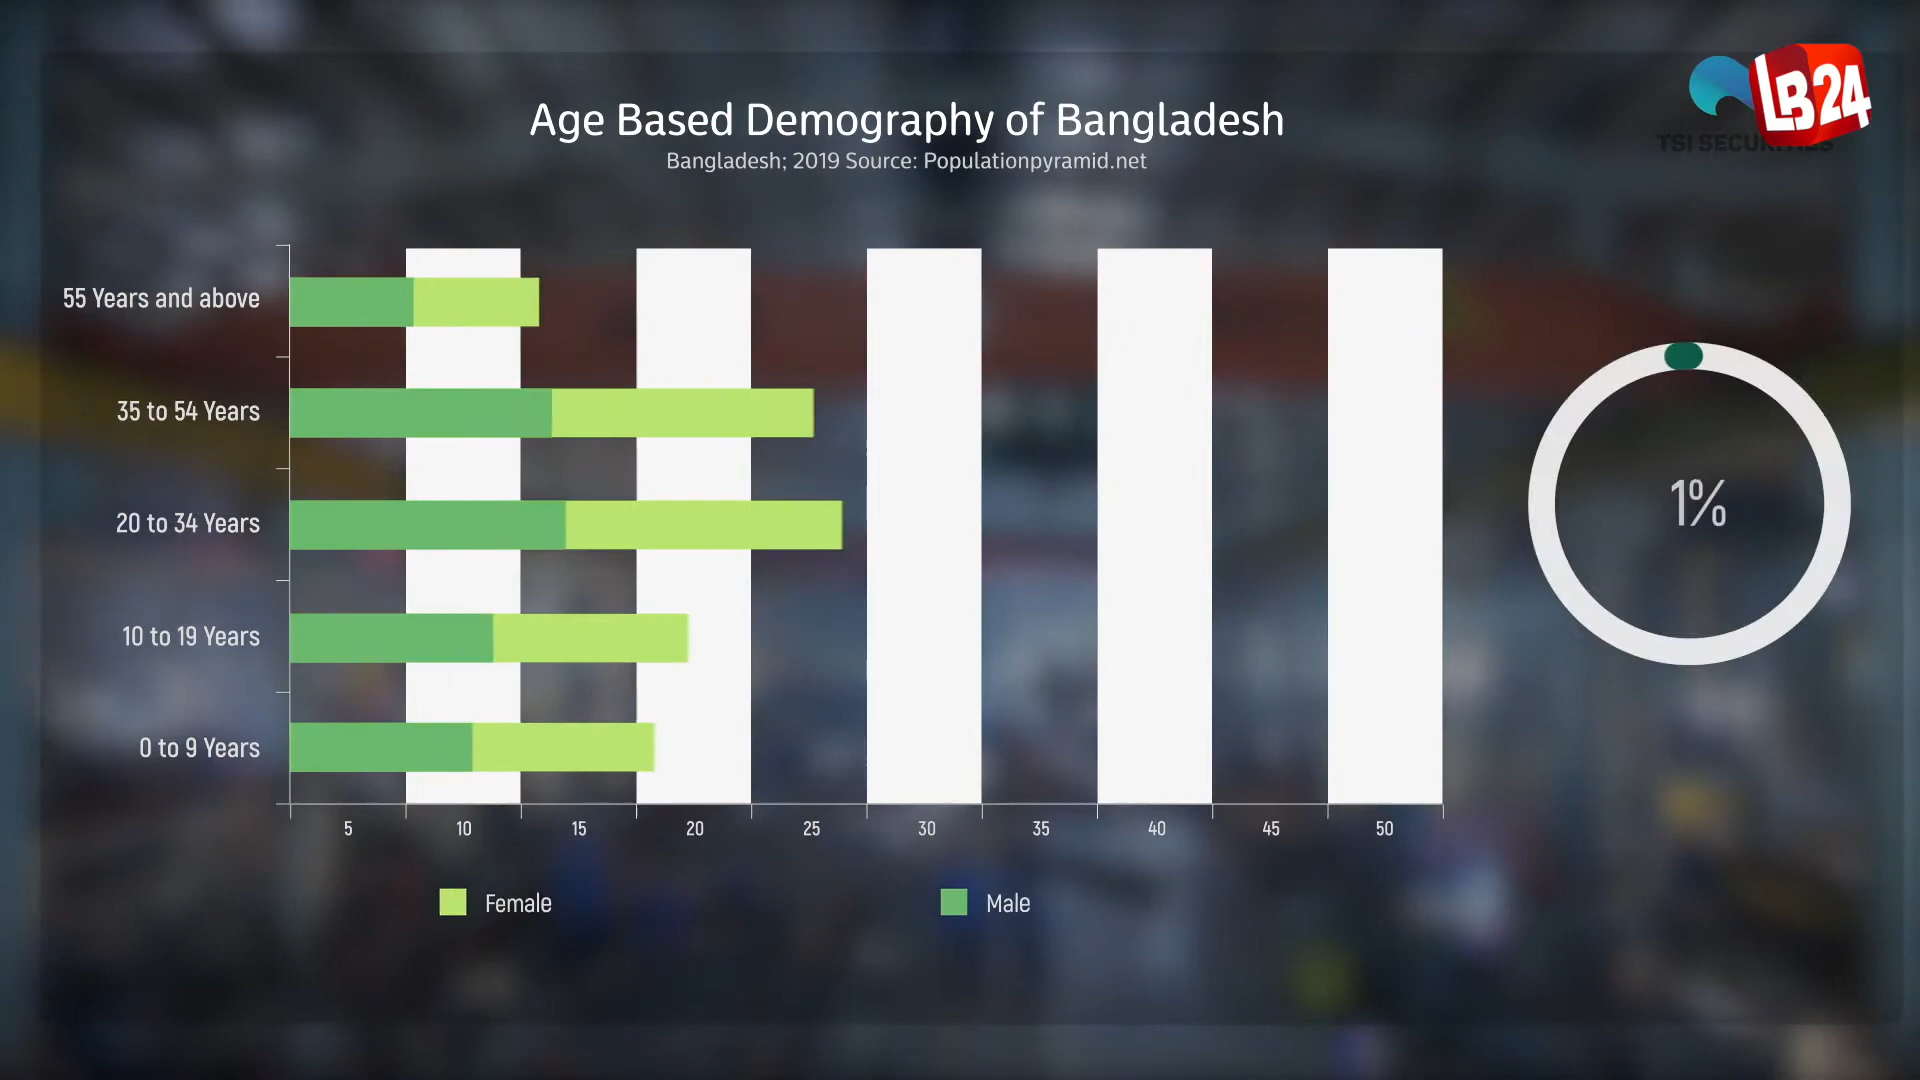 LB24
TSI SECURITIES
Age Based Demography of Bangladesh
Bangladesh; 2019 Source: Populationpyramid.net
55 Years and above
35 to 54 Years
20 to 34 Years
10 to 19 Years
0 to 9 Years
1%
5 10 15 20 25 30 35 40 45 50
Female Male